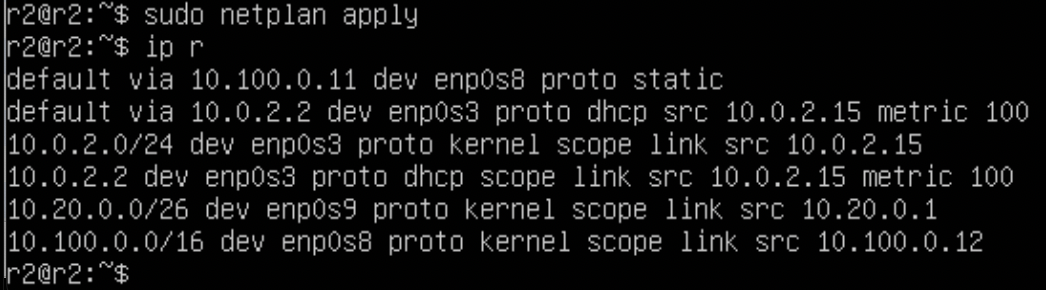 r2@r2:~$ sudo netplan apply
r2@r2:~$ ip r
default via 10.100.0.11 dev enp0s8 proto static
default via 10.0.2.2 dev enp0s3 proto dhcp src 10.0.2.15 metric 100
10.0.2.0/24 dev enp0s3 proto kernel scope link src 10.0.2.15
10.0.2.2 dev enp0s3 proto dhcp scope link src 10.0.2.15 metric 100
10.20.0.0/26 dev enp0s9 proto kernel scope link src 10.20.0.1
10.100.0.0/16 dev enp0s8 proto kernel scope link src 10.100.0.12
r2@r2:~$